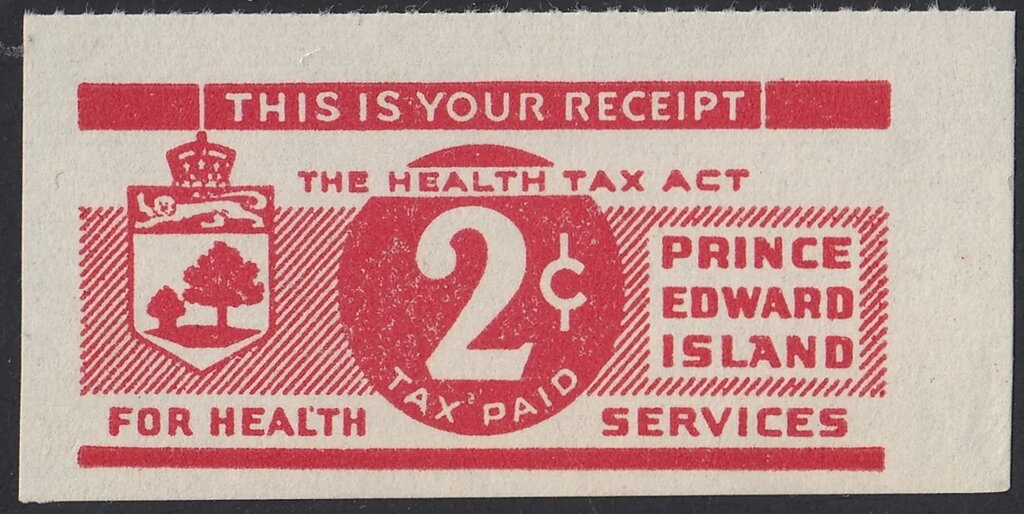 THIS IS YOUR RECEIPT
THE HEALTH TAX ACT
2¢
TAX PAID
PRINCE
EDWARD
ISLAND
FOR HEALTH SERVICES